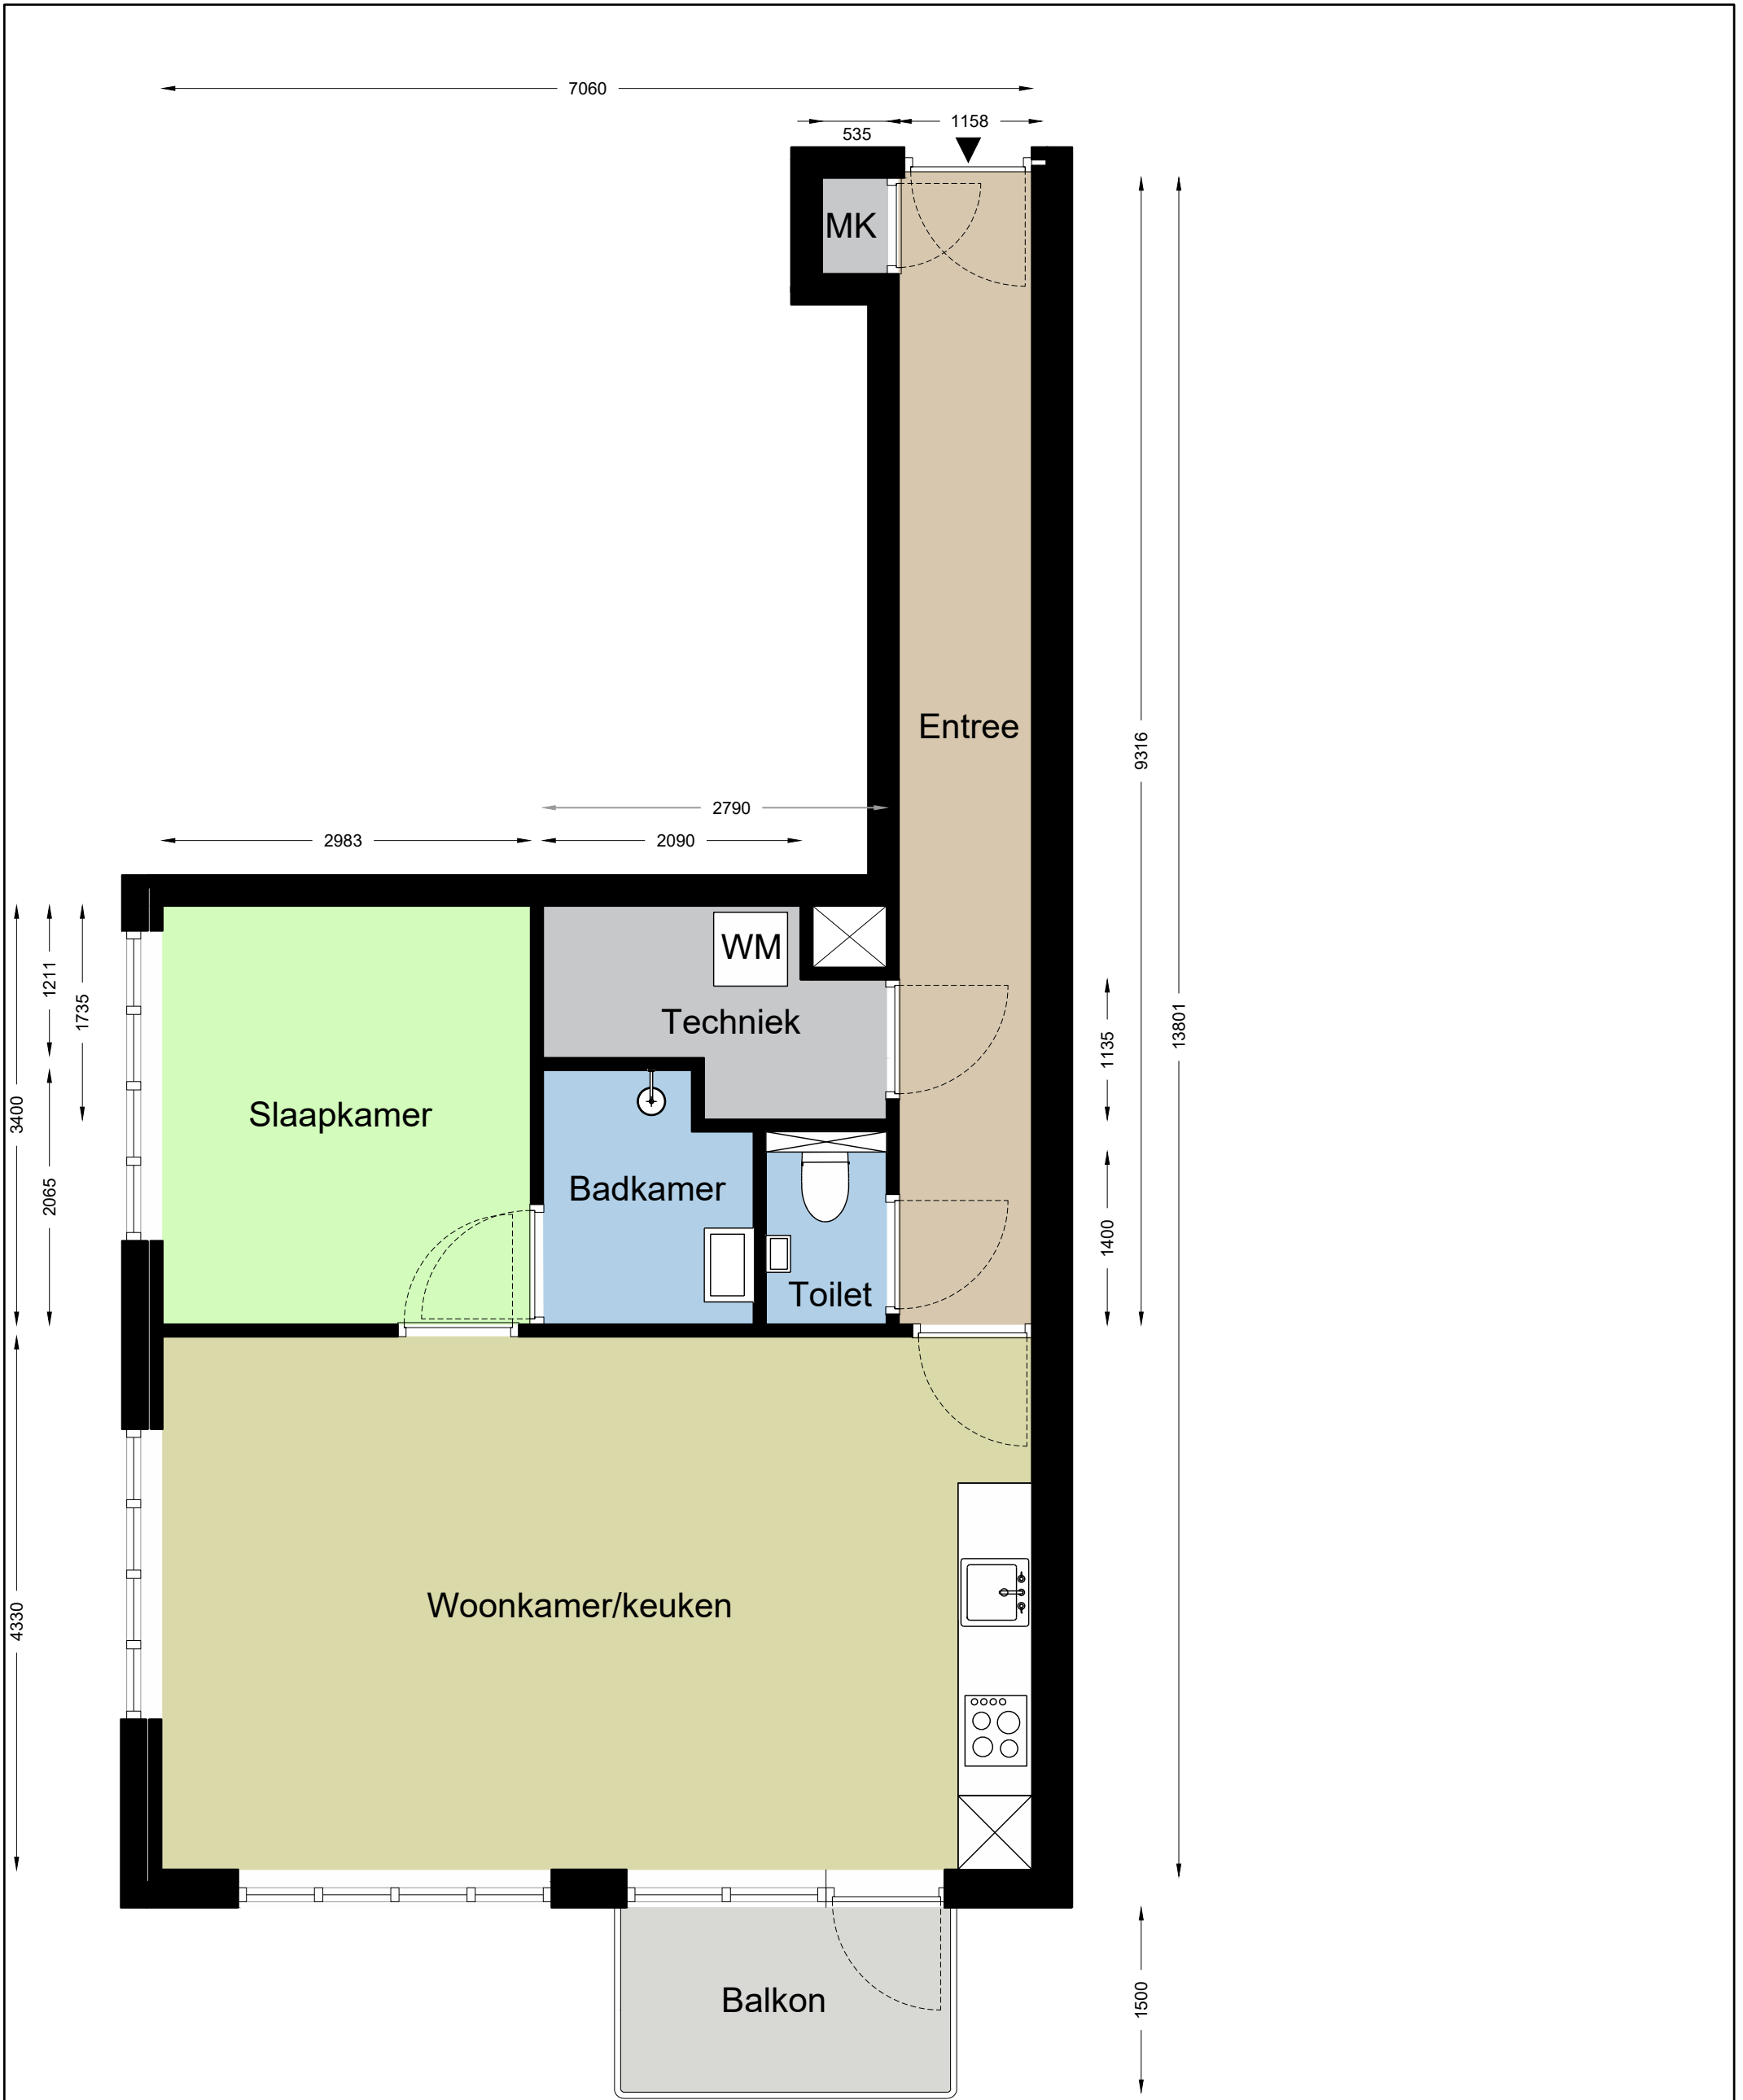 7060
535
1158
MK
Entree
9316
2790
2983
2090
WM
Techniek
1211
1735
13801
1135
3400
Slaapkamer
2065
Badkamer
1400
Toilet
4330
Woonkamer/keuken
Balkon
1500